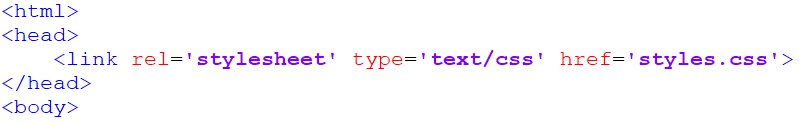 <html>
<head>
    <link rel='stylesheet' type='text/css' href='styles.css'>
</head>
<body>